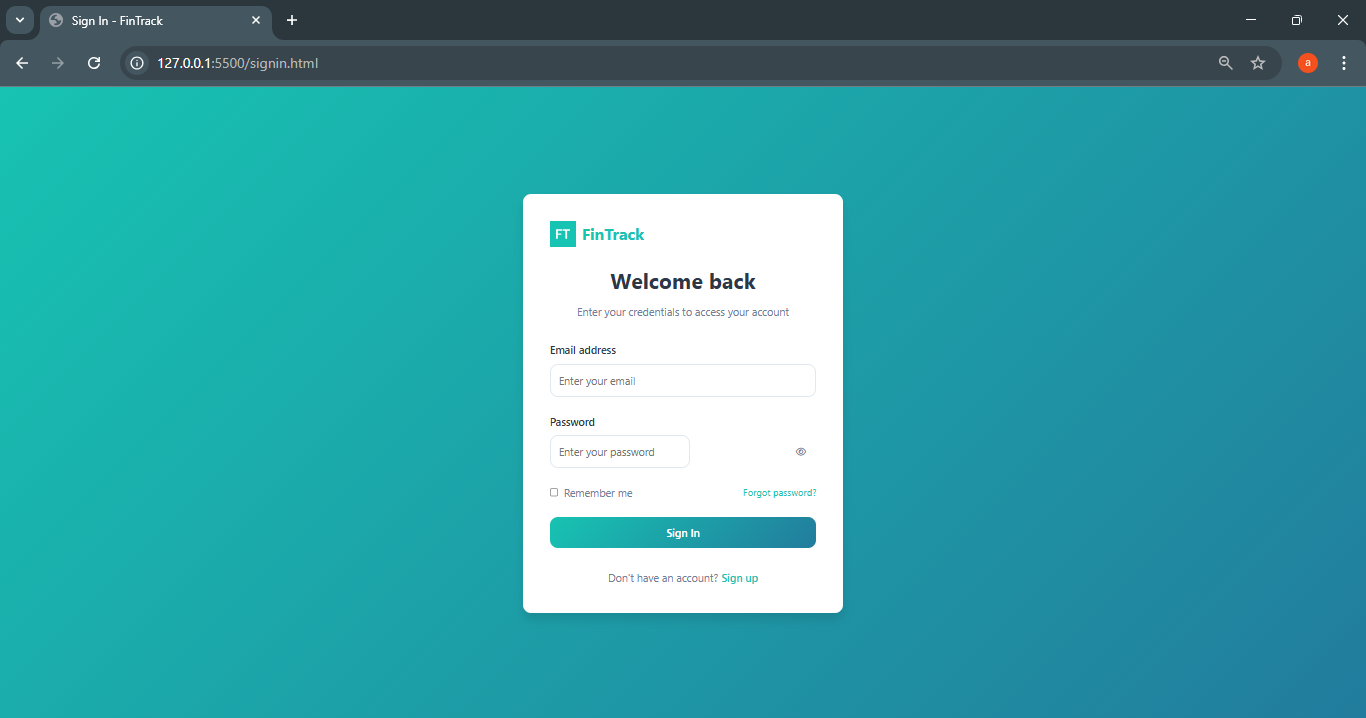 Sign In - FinTrack
127.0.0.1:5500/signin.html
a
FT FinTrack
Welcome back
Enter your credentials to access your account
Email address
Enter your email
Password
Enter your password
Remember me Forgot password?
Sign In
Don't have an account? Sign up